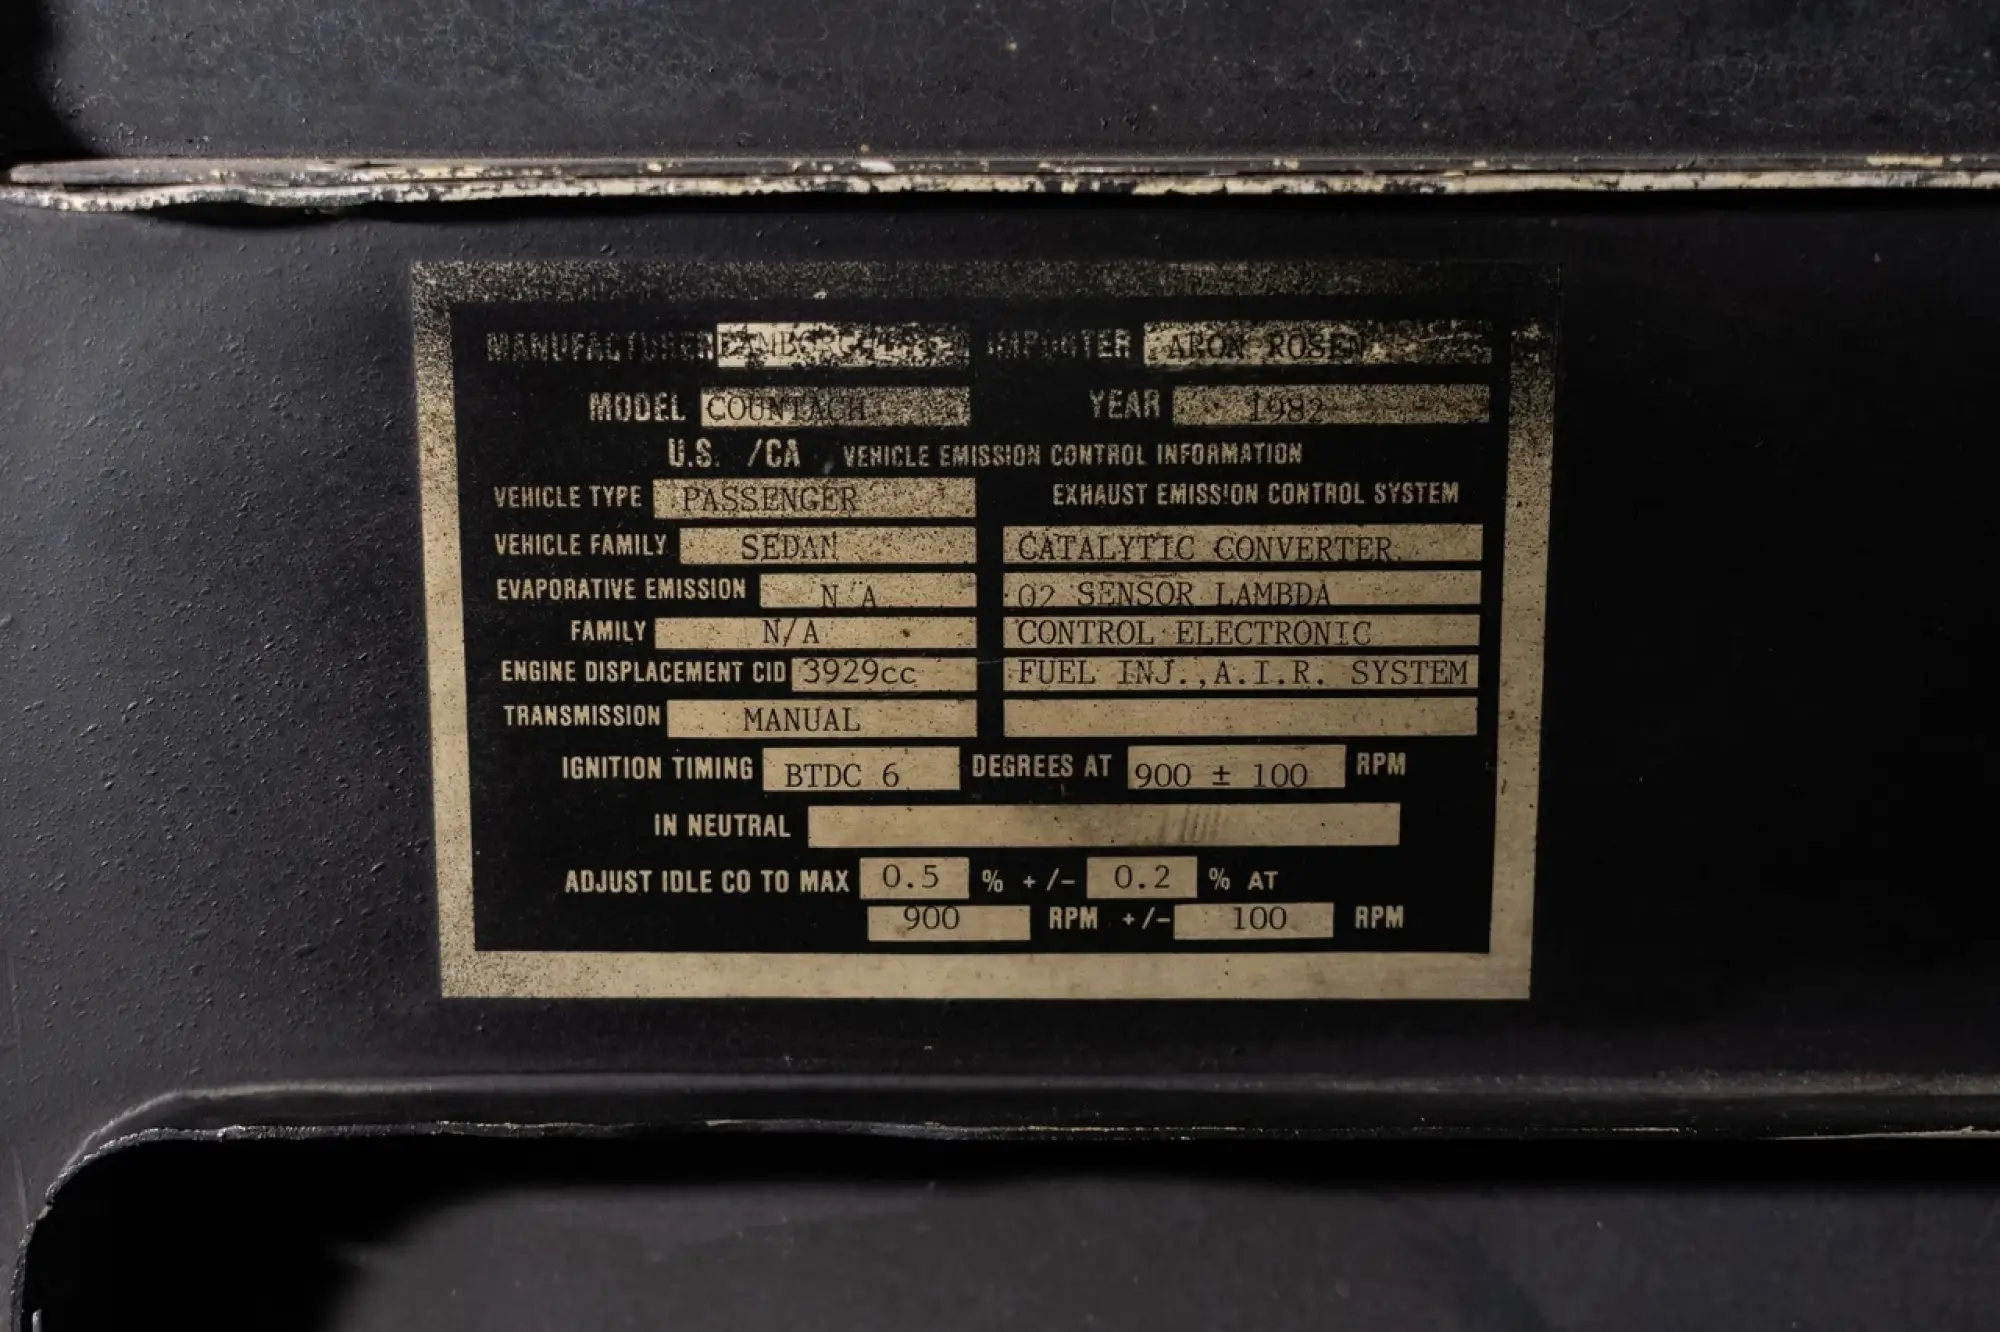 MANUFACTURER LAMBORGHINI IMPORTER ARON ROSEN
MODEL COUNTACH YEAR 1982
U.S. /CA VEHICLE EMISSION CONTROL INFORMATION
VEHICLE TYPE PASSENGER EXHAUST EMISSION CONTROL SYSTEM
VEHICLE FAMILY SEDAN CATALYTIC CONVERTER
EVAPORATIVE EMISSION N/A 02 SENSOR LAMBDA
FAMILY N/A CONTROL ELECTRONIC
ENGINE DISPLACEMENT CID 3929cc FUEL INJ.,A.I.R. SYSTEM
TRANSMISSION MANUAL
IGNITION TIMING BTDC 6 DEGREES AT 900 ± 100 RPM
IN NEUTRAL
ADJUST IDLE CO TO MAX 0.5 % +/- 0.2 % AT
900 RPM +/- 100 RPM